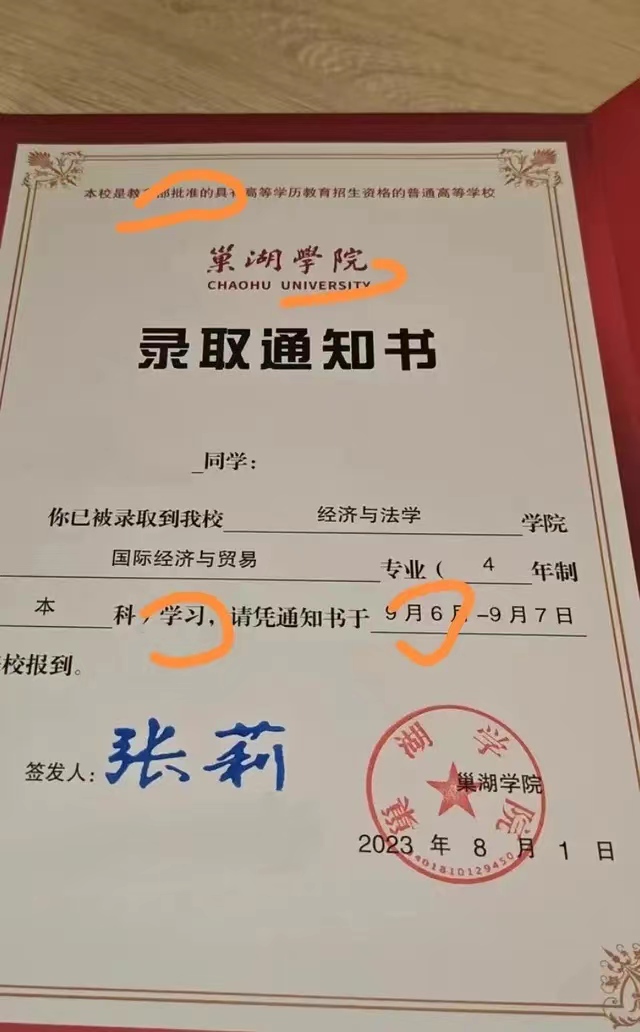 本校是教育部批准的具有高等学历教育招生资格的普通高等学校
巢湖學院
CHAOHU UNIVERSITY
录取通知书
_同学：
你已被录取到我校 经济与法学 学院
国际经济与贸易 专业（ 4 年制
本 科）学习，请凭通知书于 9月6日-9月7日
校报到。
签发人：张莉
巢湖学院
巢湖学院
2023 年 8 月 1 日